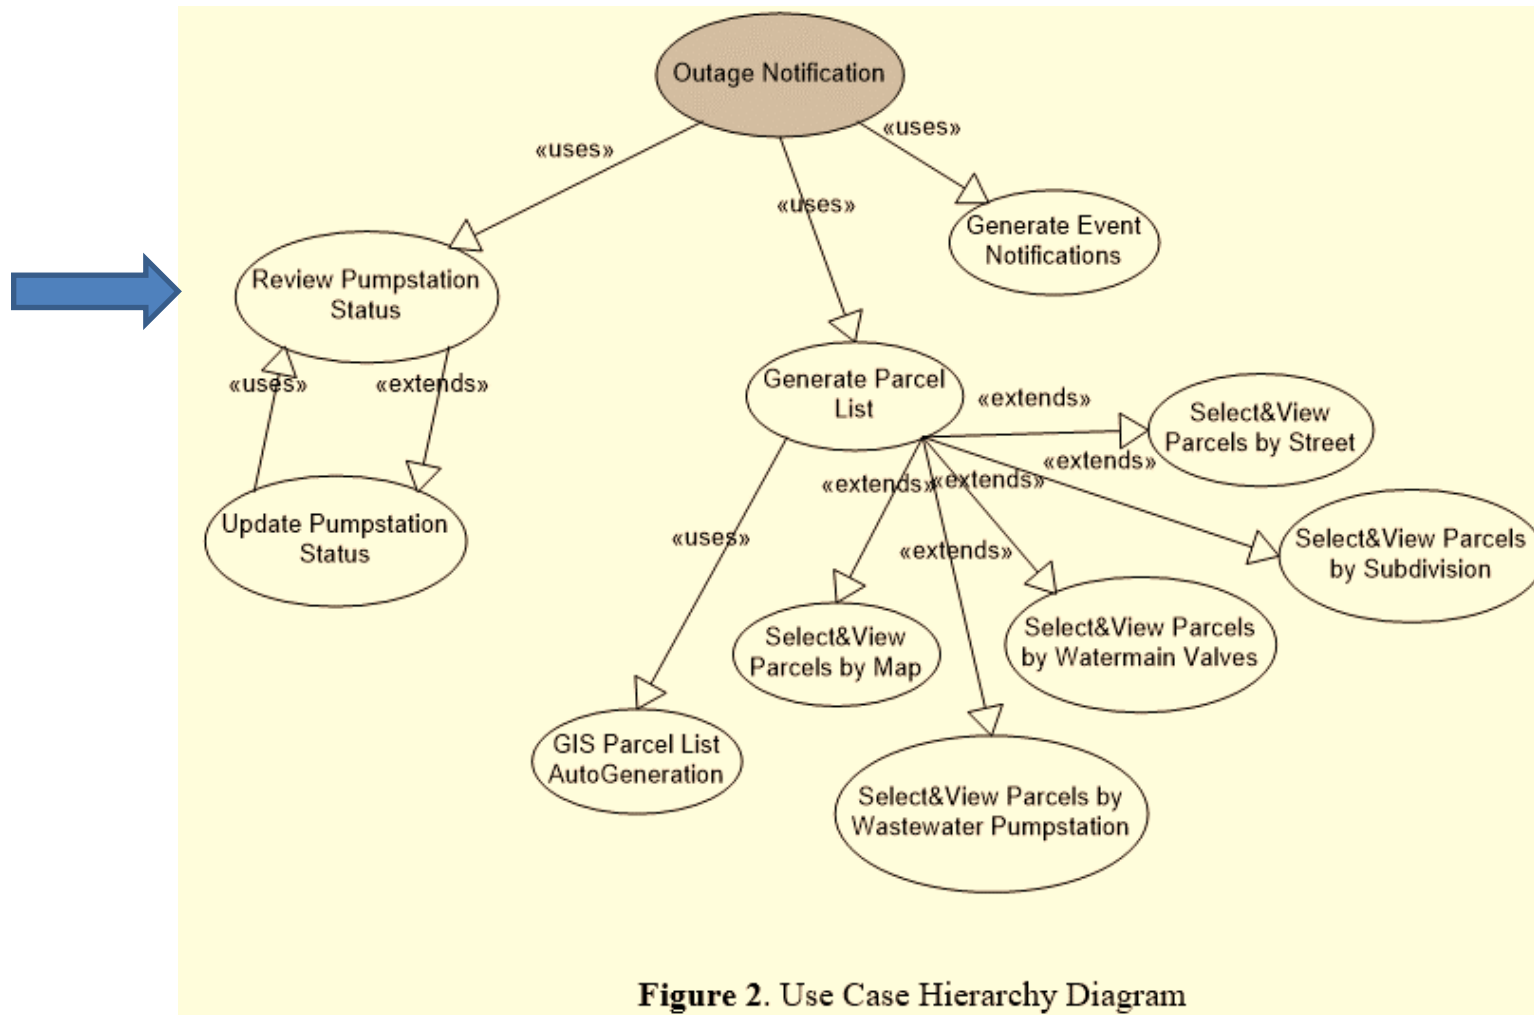 Outage Notification
«uses»
«uses»
«uses»
Generate Event
Notifications
Review Pumpstation
Status
«uses»
«extends»
Update Pumpstation
Status
Generate Parcel
List
«extends»
Select&View
Parcels by Street
«extends»
«extends»
«extends»
«uses»
«extends»
Select&View Parcels
by Subdivision
Select&View
Parcels by Map
Select&View Parcels
by Watermain Valves
GIS Parcel List
AutoGeneration
Select&View Parcels by
Wastewater Pumpstation
Figure 2. Use Case Hierarchy Diagram